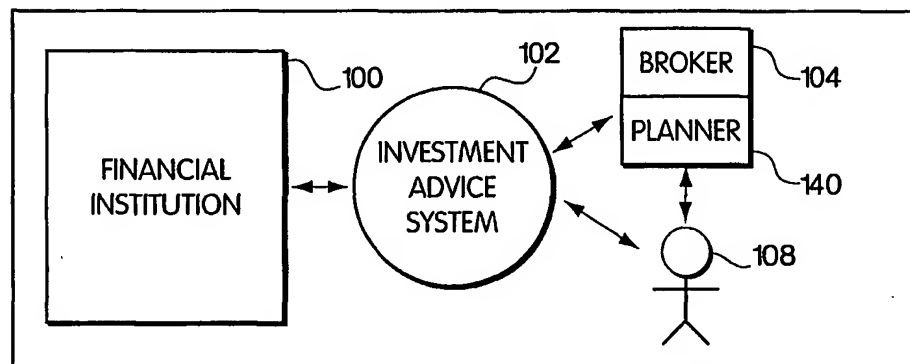 100
FINANCIAL
INSTITUTION
102
INVESTMENT
ADVICE
SYSTEM
BROKER
104
PLANNER
140
108